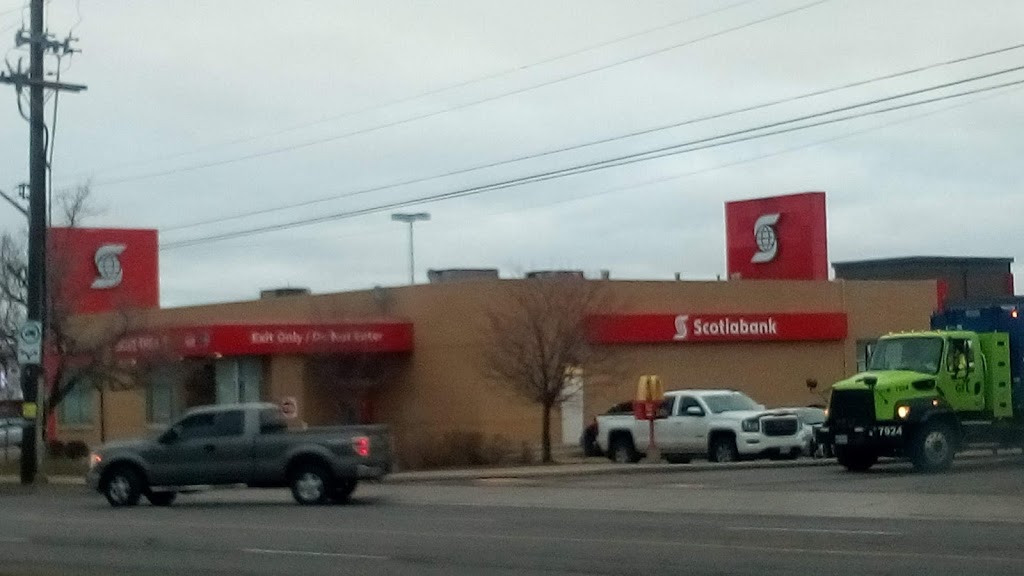 Scotiabank
Exit Only / Do Not Enter
7924